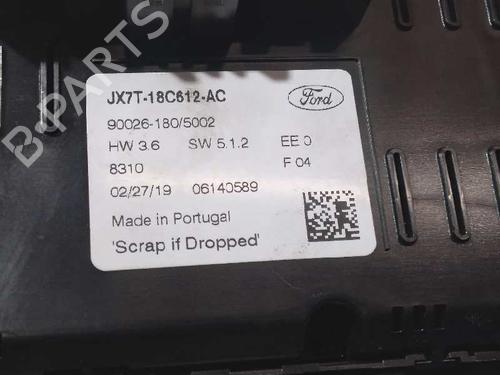 JX7T-18C612-AC
Ford
90026-180/5002
HW 3.6 SW 5.1.2 EE 0
8310 F 04
02/27/19 06140589
Made in Portugal
'Scrap if Dropped'
B-PARTS